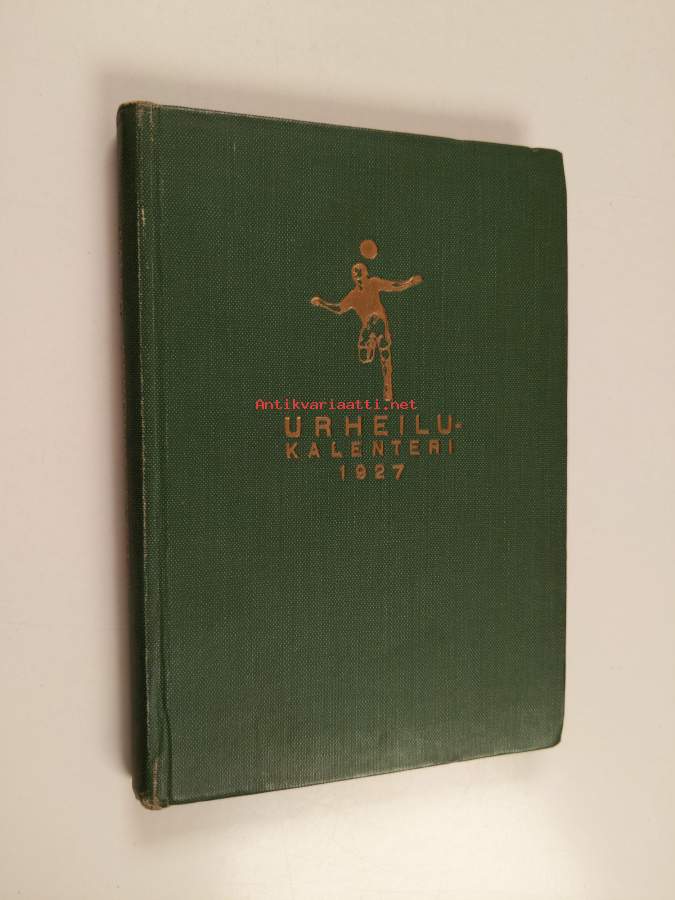 Antikvariaatti.net
URHEILU-
KALENTERI
1927